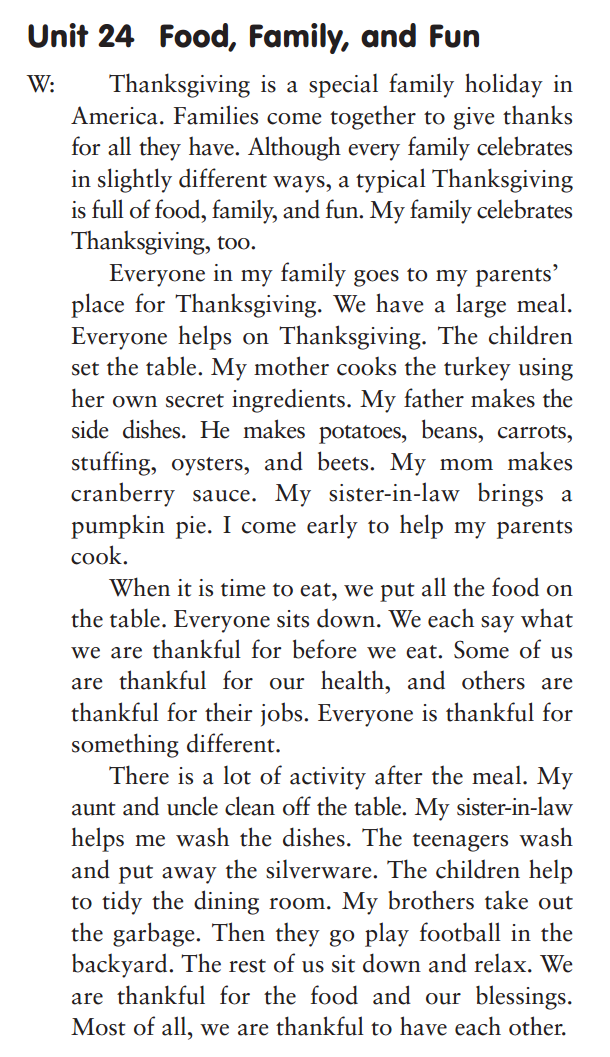 Unit 24 Food, Family, and Fun
W: Thanksgiving is a special family holiday in
America. Families come together to give thanks
for all they have. Although every family celebrates
in slightly different ways, a typical Thanksgiving
is full of food, family, and fun. My family celebrates
Thanksgiving, too.
Everyone in my family goes to my parents’
place for Thanksgiving. We have a large meal.
Everyone helps on Thanksgiving. The children
set the table. My mother cooks the turkey using
her own secret ingredients. My father makes the
side dishes. He makes potatoes, beans, carrots,
stuffing, oysters, and beets. My mom makes
cranberry sauce. My sister-in-law brings a
pumpkin pie. I come early to help my parents
cook.
When it is time to eat, we put all the food on
the table. Everyone sits down. We each say what
we are thankful for before we eat. Some of us
are thankful for our health, and others are
thankful for their jobs. Everyone is thankful for
something different.
There is a lot of activity after the meal. My
aunt and uncle clean off the table. My sister-in-law
helps me wash the dishes. The teenagers wash
and put away the silverware. The children help
to tidy the dining room. My brothers take out
the garbage. Then they go play football in the
backyard. The rest of us sit down and relax. We
are thankful for the food and our blessings.
Most of all, we are thankful to have each other.